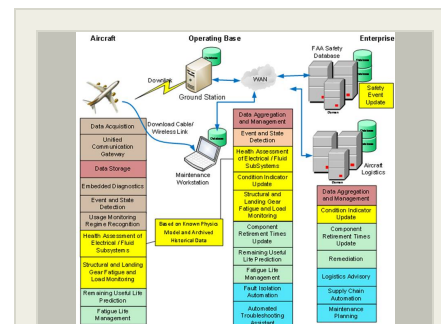 Aircraft
Operating Base
Enterprise
FAA Safety
Database
Database
Downlink
WAN
Ground Station
Safety
Event
Update
Download Cable/
Wireless Link
Database
Maintenance
Workstation
Aircraft
Logistics
Data Acquisition
Unified
Communication
Gateway
Data Storage
Embedded Diagnostics
Event and State
Detection
Usage Monitoring
Regime Recognition
Health Assessment of
Electrical / Fluid
Subsystems
Structural and Landing
Gear Fatigue and
Load Monitoring
Remaining Useful Life
Prediction
Fatigue Life
Management
Based on Known Physics
Model and Archived
Historical Data
Data Aggregation
and Management
Event and State
Detection
Health Assessment
of Electrical / Fluid
SubSystems
Condition Indicator
Update
Structural and
Landing Gear
Fatigue and Load
Monitoring
Component
Retirement Times
Update
Remaining Useful
Life Prediction
Fatigue Life
Management
Fault Isolation
Automation
Automated
Troubleshooting
Assistant
Data Aggregation
and Management
Condition Indicator
Update
Component
Retirement Times
Update
Remediation
Logistics Advisory
Supply Chain
Automation
Maintenance
Planning